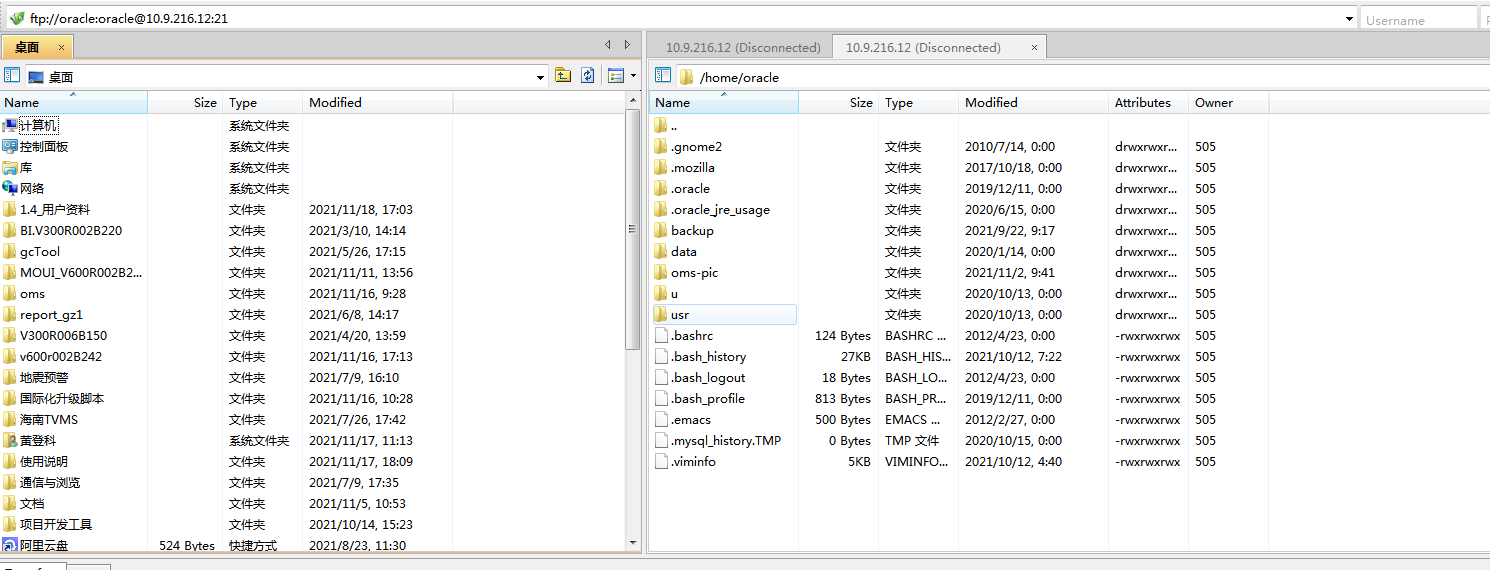 ftp://oracle:oracle@10.9.216.12:21 Username
桌面 × 10.9.216.12 (Disconnected) 10.9.216.12 (Disconnected) ×
桌面 /home/oracle
Name Size Type Modified Name Size Type Modified Attributes Owner
计算机 系统文件夹 ..
控制面板 系统文件夹 .gnome2 文件夹 2010/7/14, 0:00 drwxrwxr... 505
库 系统文件夹 .mozilla 文件夹 2017/10/18, 0:00 drwxrwxr... 505
网络 系统文件夹 .oracle 文件夹 2019/12/11, 0:00 drwxrwxr... 505
1.4_用户资料 文件夹 2021/11/18, 17:03 .oracle_jre_usage 文件夹 2020/6/15, 0:00 drwxrwxr... 505
BI.V300R002B220 文件夹 2021/3/10, 14:14 backup 文件夹 2021/9/22, 9:17 drwxrwxr... 505
gcTool 文件夹 2021/5/26, 17:15 data 文件夹 2020/1/14, 0:00 drwxrwxr... 505
MOUI_V600R002B2... 文件夹 2021/11/11, 13:56 oms-pic 文件夹 2021/11/2, 9:41 drwxrwxr... 505
oms 文件夹 2021/11/16, 9:28 u 文件夹 2020/10/13, 0:00 drwxrwxr... 505
report_gz1 文件夹 2021/6/8, 14:17 usr 文件夹 2020/10/13, 0:00 drwxrwxr... 505
V300R006B150 文件夹 2021/4/20, 13:59 .bashrc 124 Bytes BASHRC ... 2012/4/23, 0:00 -rwxrwxrwx 505
v600r002B242 文件夹 2021/11/16, 17:13 .bash_history 27KB BASH_HIS... 2021/10/12, 7:22 -rwxrwxrwx 505
地震预警 文件夹 2021/7/9, 16:10 .bash_logout 18 Bytes BASH_LO... 2012/4/23, 0:00 -rwxrwxrwx 505
国际化升级脚本 文件夹 2021/11/16, 10:28 .bash_profile 813 Bytes BASH_PR... 2019/12/11, 0:00 -rwxrwxrwx 505
海南TVMS 文件夹 2021/7/26, 17:42 .emacs 500 Bytes EMACS ... 2012/2/27, 0:00 -rwxrwxrwx 505
黄登科 系统文件夹 2021/11/17, 11:13 .mysql_history.TMP 0 Bytes TMP 文件 2020/10/15, 0:00 -rwxrwxrwx 505
使用说明 文件夹 2021/11/17, 18:09 .viminfo 5KB VIMINFO... 2021/10/12, 4:40 -rwxrwxrwx 505
通信与浏览 文件夹 2021/7/9, 17:35
文档 文件夹 2021/11/5, 10:53
项目开发工具 文件夹 2021/10/14, 15:23
阿里云盘 524 Bytes 快捷方式 2021/8/23, 11:30